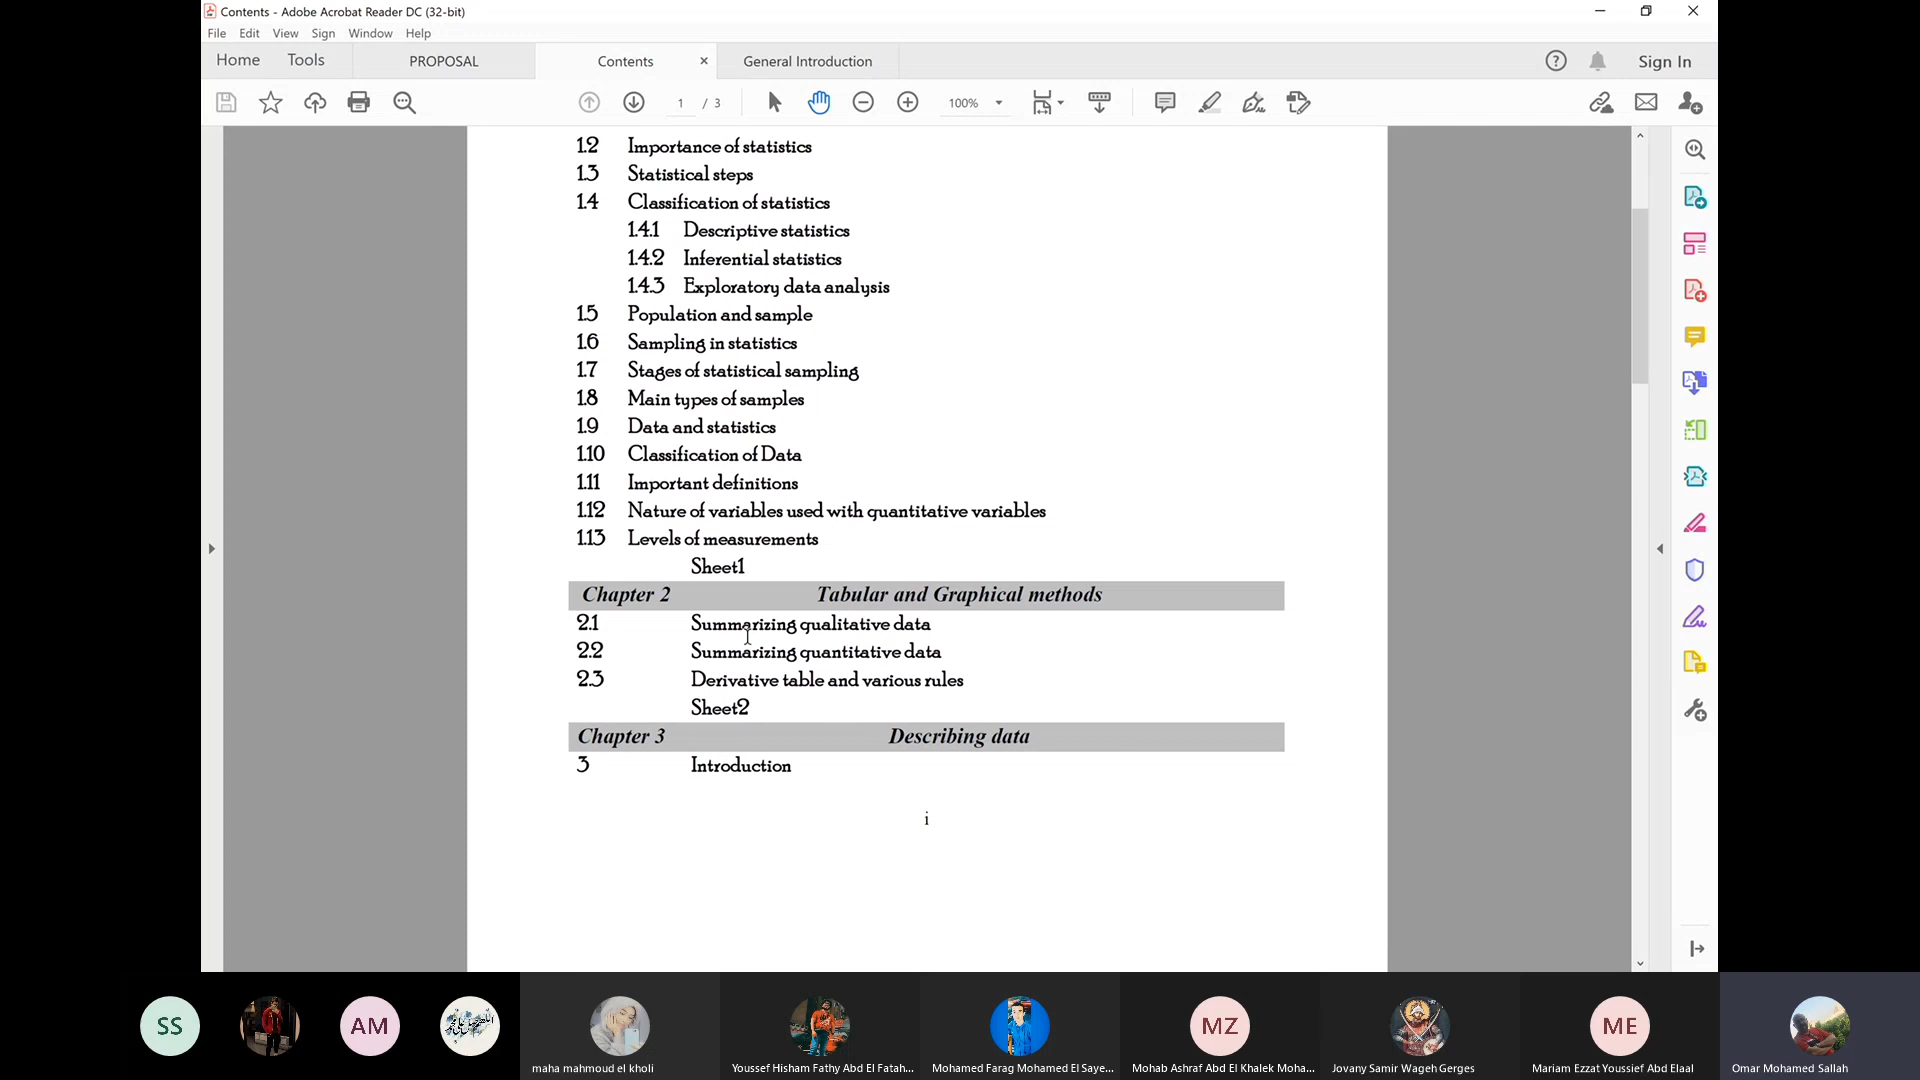 Contents - Adobe Acrobat Reader DC (32-bit)
File Edit View Sign Window Help
Home Tools PROPOSAL Contents × General Introduction Sign In
1 / 3 100%
1.2 Importance of statistics
1.3 Statistical steps
1.4 Classification of statistics
1.4.1 Descriptive statistics
1.4.2 Inferential statistics
1.4.3 Exploratory data analysis
1.5 Population and sample
1.6 Sampling in statistics
1.7 Stages of statistical sampling
1.8 Main types of samples
1.9 Data and statistics
1.10 Classification of Data
1.11 Important definitions
1.12 Nature of variables used with quantitative variables
1.13 Levels of measurements
Sheet1
Chapter 2 Tabular and Graphical methods
2.1 Summarizing qualitative data
2.2 Summarizing quantitative data
2.3 Derivative table and various rules
Sheet2
Chapter 3 Describing data
3 Introduction
i
SS AM MZ ME
maha mahmoud el kholi Youssef Hisham Fathy Abd El Fatah... Mohamed Farag Mohamed El Saye... Mohab Ashraf Abd El Khalek Moha... Jovany Samir Wageh Gerges Mariam Ezzat Youssief Abd Elaal Omar Mohamed Sallah